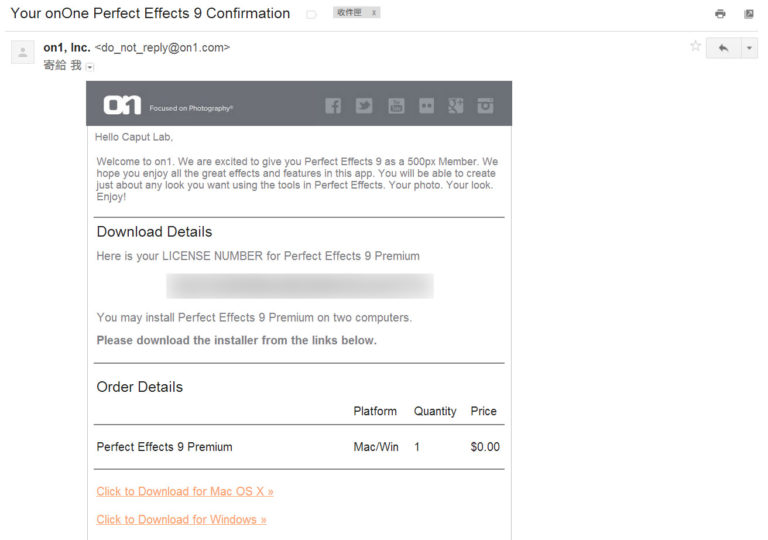 Your onOne Perfect Effects 9 Confirmation
收件匣 x
on1, Inc. <do_not_reply@on1.com>
寄給 我
on1 Focused on Photography®
You Tube
g+
Hello Caput Lab,
Welcome to on1. We are excited to give you Perfect Effects 9 as a 500px Member. We
hope you enjoy all the great effects and features in this app. You will be able to create
just about any look you want using the tools in Perfect Effects. Your photo. Your look.
Enjoy!
Download Details
Here is your LICENSE NUMBER for Perfect Effects 9 Premium
You may install Perfect Effects 9 Premium on two computers.
Please download the installer from the links below.
Order Details
Platform Quantity Price
Perfect Effects 9 Premium Mac/Win 1 $0.00
Click to Download for Mac OS X »
Click to Download for Windows »